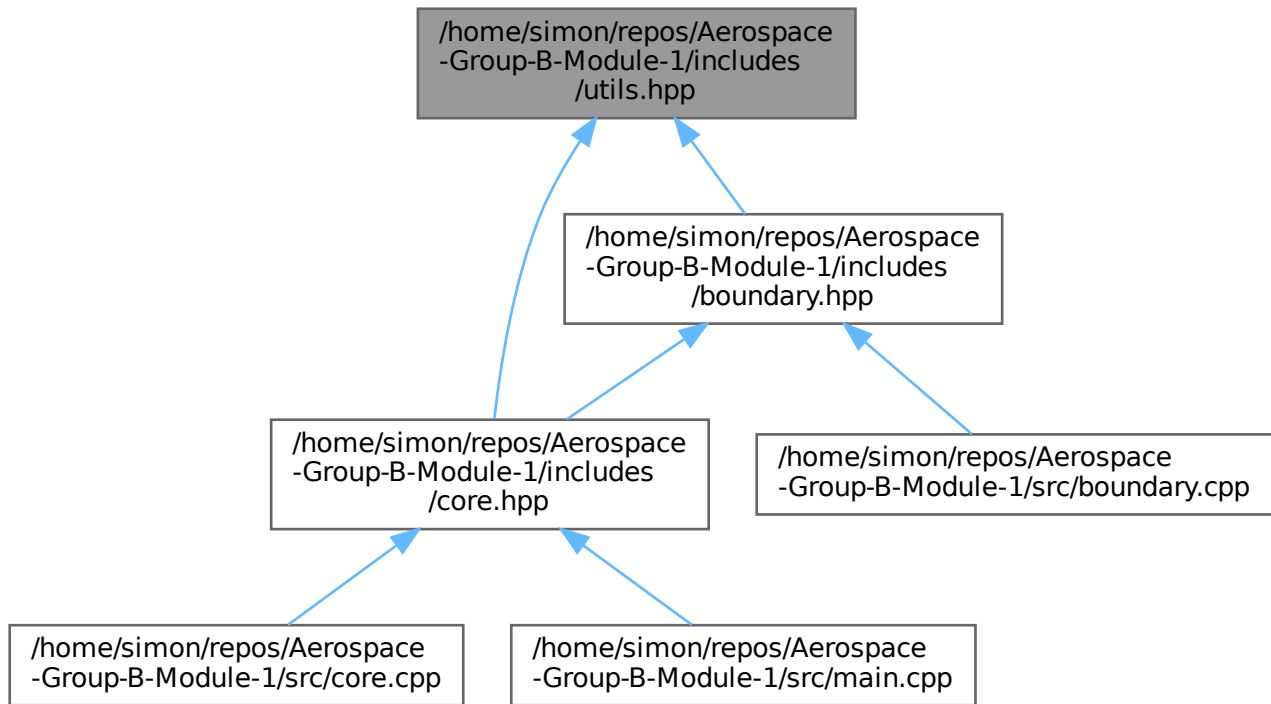 /home/simon/repos/Aerospace
-Group-B-Module-1/includes
/utils.hpp
/home/simon/repos/Aerospace
-Group-B-Module-1/includes
/boundary.hpp
/home/simon/repos/Aerospace
-Group-B-Module-1/includes
/core.hpp
/home/simon/repos/Aerospace
-Group-B-Module-1/src/boundary.cpp
/home/simon/repos/Aerospace
-Group-B-Module-1/src/core.cpp
/home/simon/repos/Aerospace
-Group-B-Module-1/src/main.cpp